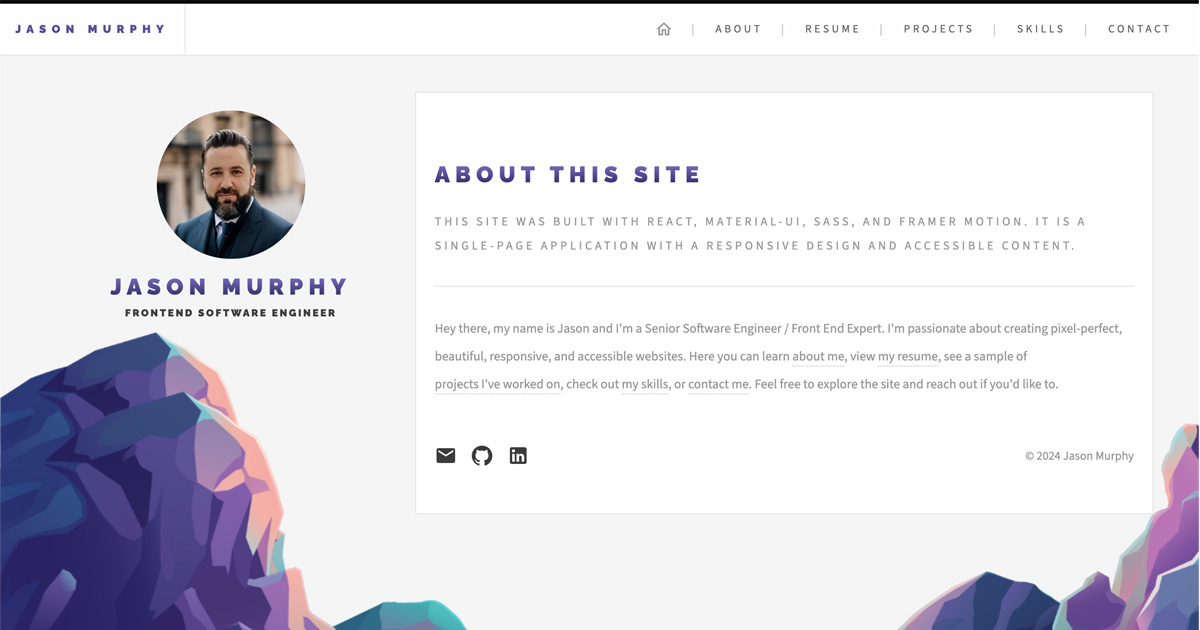 JASON MURPHY
| ABOUT | RESUME | PROJECTS | SKILLS | CONTACT
JASON MURPHY
FRONTEND SOFTWARE ENGINEER
ABOUT THIS SITE
THIS SITE WAS BUILT WITH REACT, MATERIAL-UI, SASS, AND FRAMER MOTION. IT IS A
SINGLE-PAGE APPLICATION WITH A RESPONSIVE DESIGN AND ACCESSIBLE CONTENT.
Hey there, my name is Jason and I'm a Senior Software Engineer / Front End Expert. I'm passionate about creating pixel-perfect,
beautiful, responsive, and accessible websites. Here you can learn about me, view my resume, see a sample of
projects I've worked on, check out my skills, or contact me. Feel free to explore the site and reach out if you'd like to.
© 2024 Jason Murphy